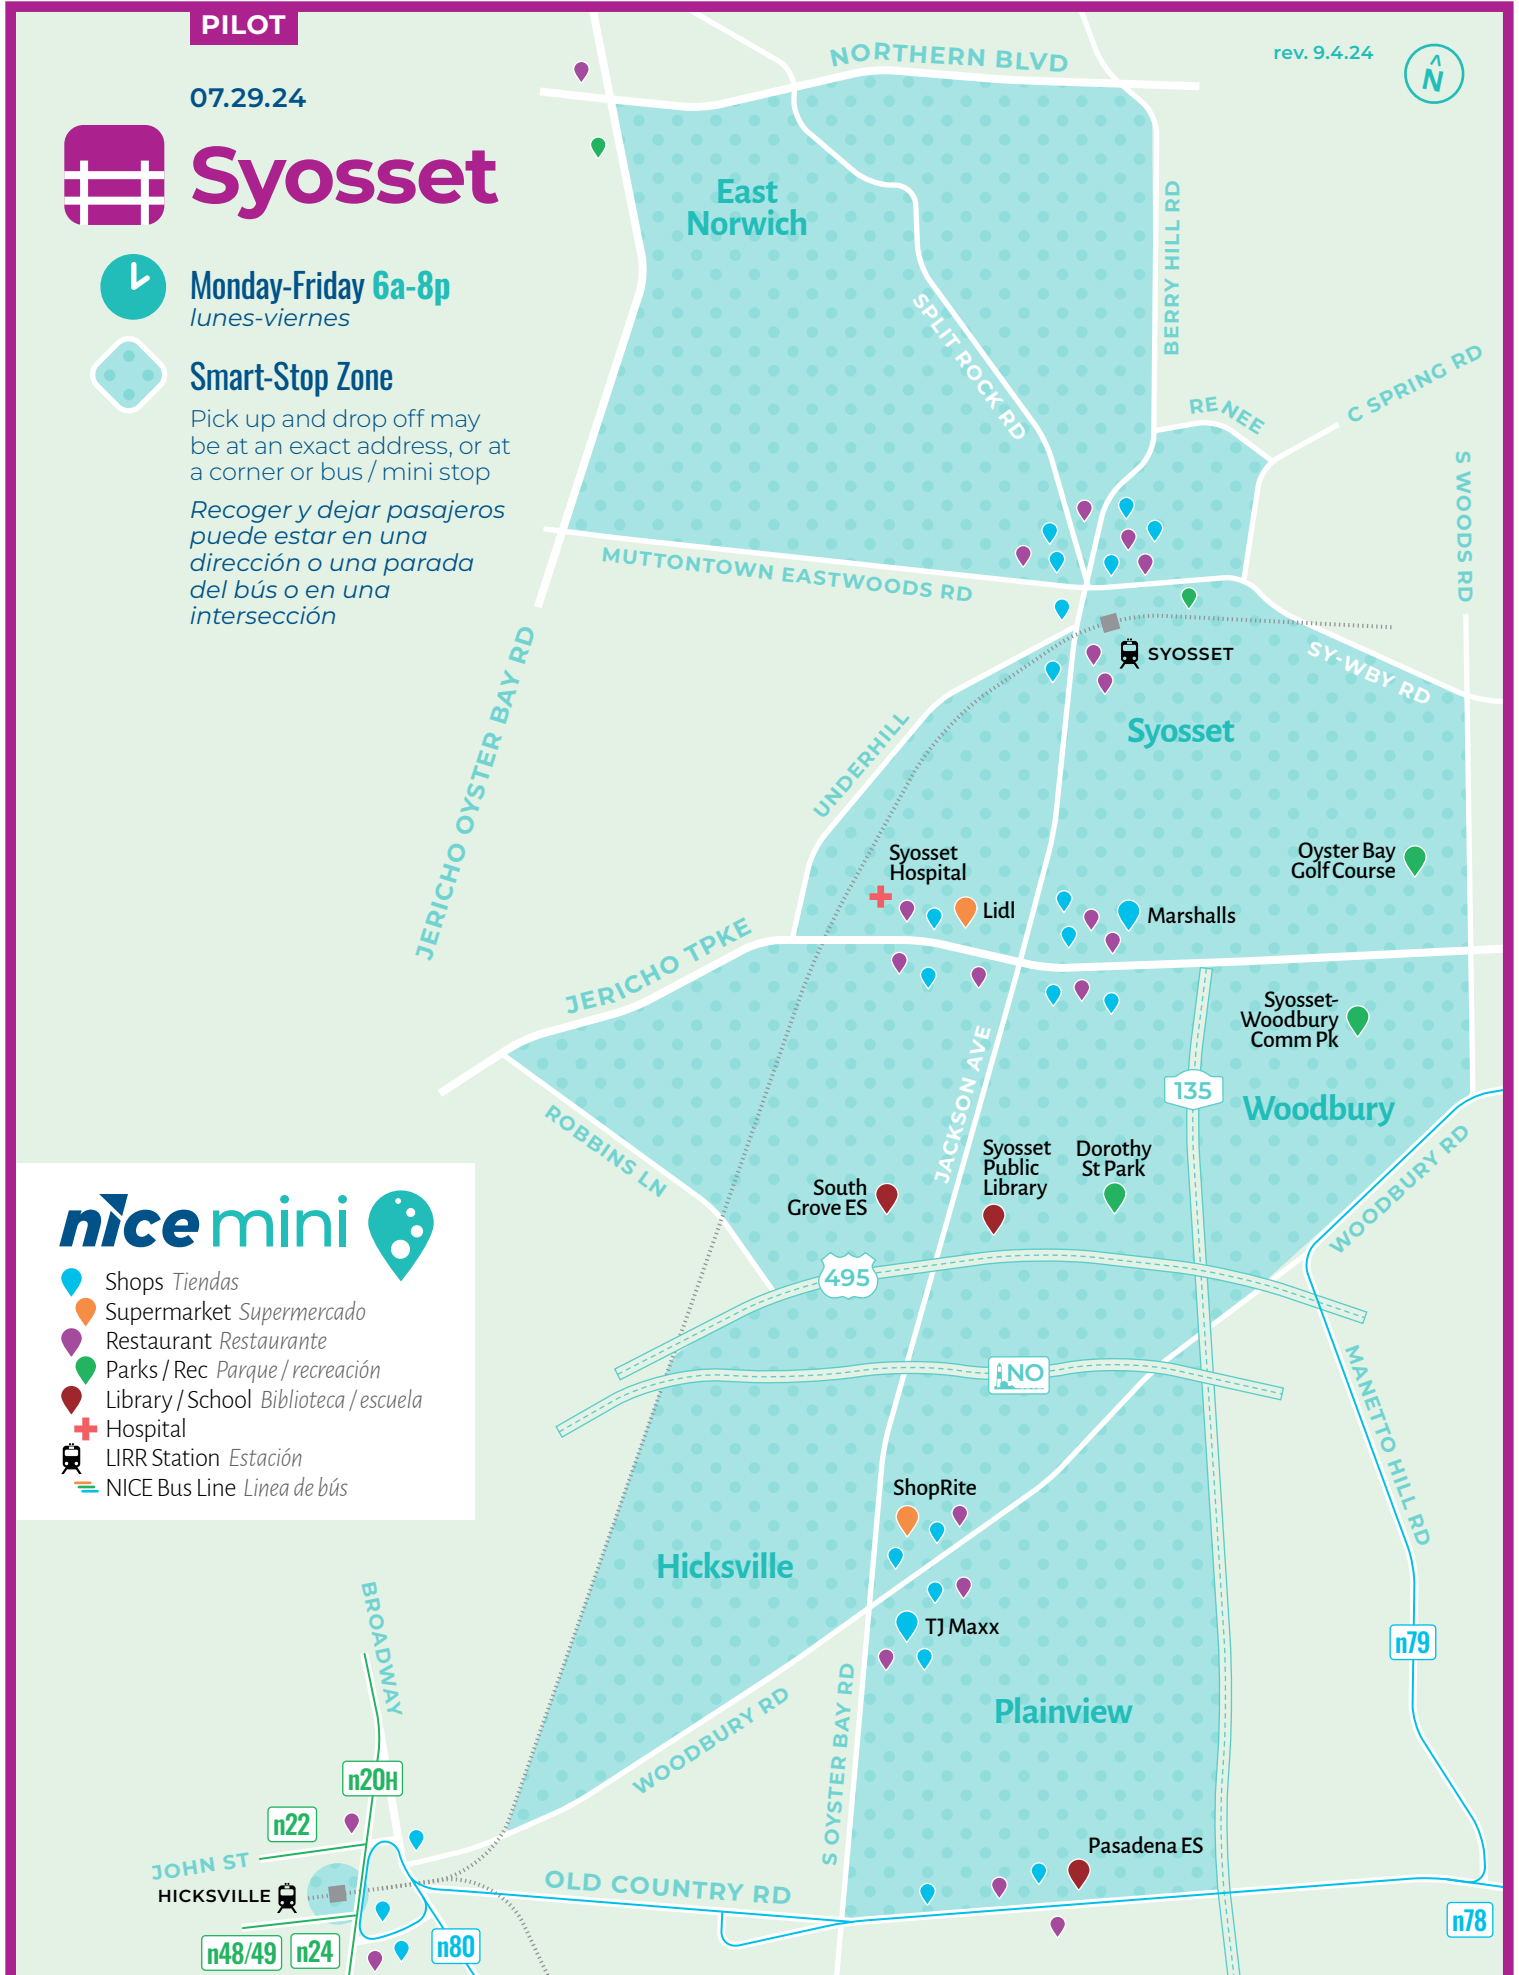 PILOT
07.29.24
Syosset
Monday-Friday 6a-8p
lunes-viernes
Smart-Stop Zone
Pick up and drop off may
be at an exact address, or at
a corner or bus / mini stop
Recoger y dejar pasajeros
puede estar en una
dirección o una parada
del bús o en una
intersección
rev. 9.4.24
N
NORTHERN BLVD
East
Norwich
BERRY HILL RD
SPLIT ROCK RD
RENEE
C SPRING RD
S WOODS RD
MUTTONTOWN EASTWOODS RD
JERICHO OYSTER BAY RD
SYOSSET
SY-WBY RD
Syosset
UNDERHILL
Syosset
Hospital
Lidl
Marshalls
Oyster Bay
Golf Course
JERICHO TPKE
Syosset-
Woodbury
Comm Pk
JACKSON AVE
135
Woodbury
ROBBINS LN
Syosset
Public
Library
Dorothy
St Park
South
Grove ES
WOODBURY RD
495
NO
MANETTO HILL RD
nice mini
Shops Tiendas
Supermarket Supermercado
Restaurant Restaurante
Parks / Rec Parque / recreación
Library / School Biblioteca / escuela
Hospital
LIRR Station Estación
NICE Bus Line Linea de bús
ShopRite
Hicksville
TJ Maxx
n79
BROADWAY
WOODBURY RD
S OYSTER BAY RD
Plainview
n20H
n22
JOHN ST
HICKSVILLE
OLD COUNTRY RD
Pasadena ES
n48/49
n24
n80
n78